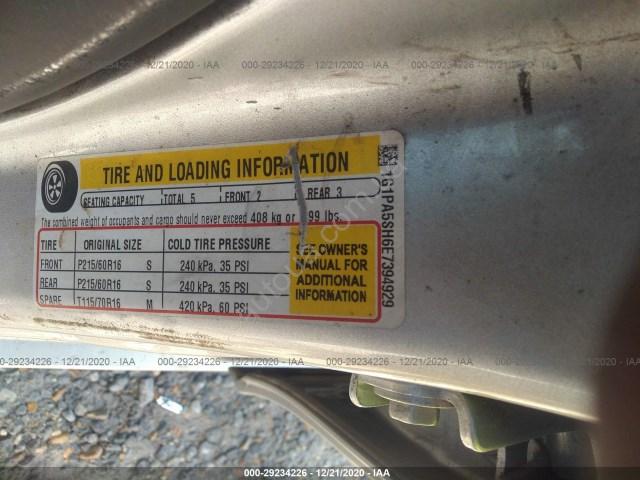 000-29234226 - 12/21/2020 - IAA
TIRE AND LOADING INFORMATION
SEATING CAPACITY TOTAL 5 FRONT 2 REAR 3
The combined weight of occupants and cargo should never exceed 408 kg or 99 lbs.
TIRE ORIGINAL SIZE COLD TIRE PRESSURE
FRONT P215/60R16 S 240 kPa, 35 PSI
REAR P215/60R16 S 240 kPa, 35 PSI
SPARE T115/70R16 M 420 kPa, 60 PSI
SEE OWNER'S
MANUAL FOR
ADDITIONAL
INFORMATION
1G1PA5SH6E7394929
000-29234226 - 12/21/2020 - IAA
000-29234226 - 12/21/2020 - IAA